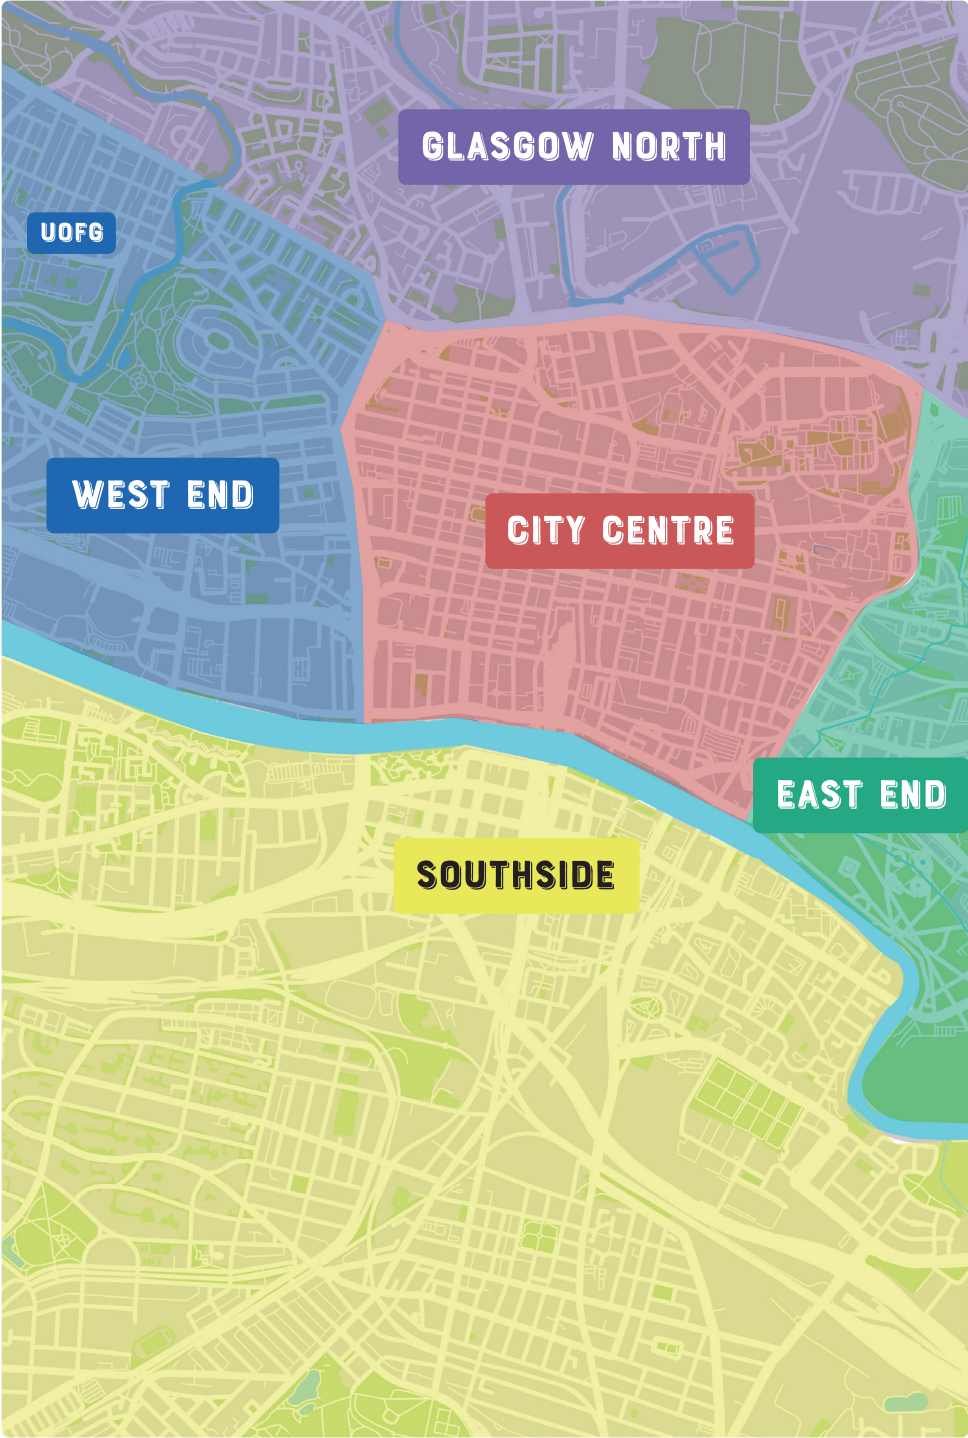 GLASGOW NORTH
UOFG
WEST END
CITY CENTRE
EAST END
SOUTHSIDE